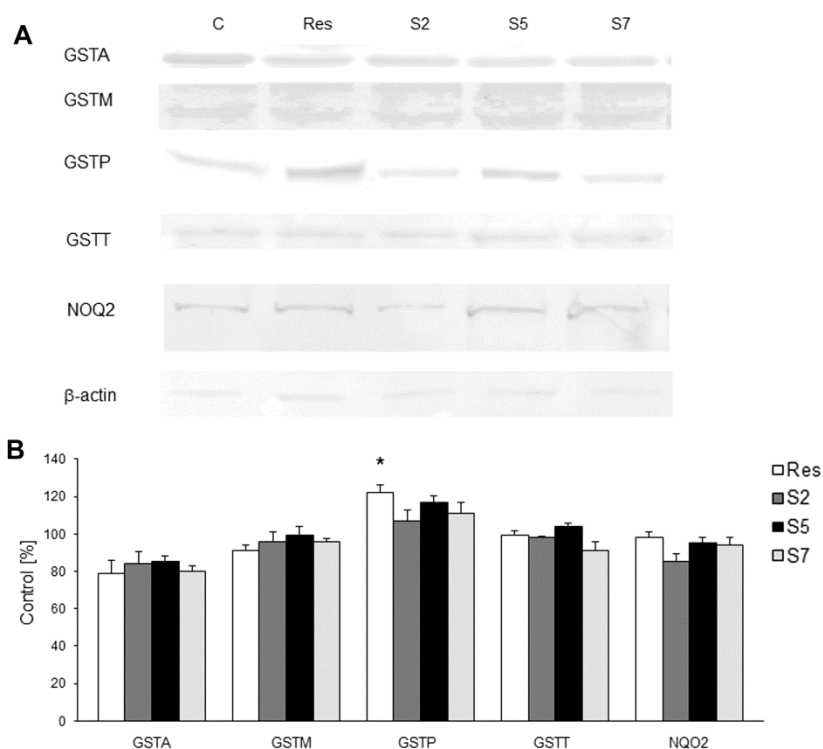 A
C Res S2 S5 S7
GSTA
GSTM
GSTP
GSTT
NOQ2
β-actin
B
Control [%]
140
120
100
80
60
40
20
0
*
GSTA GSTM GSTP GSTT NQO2
Res
S2
S5
S7